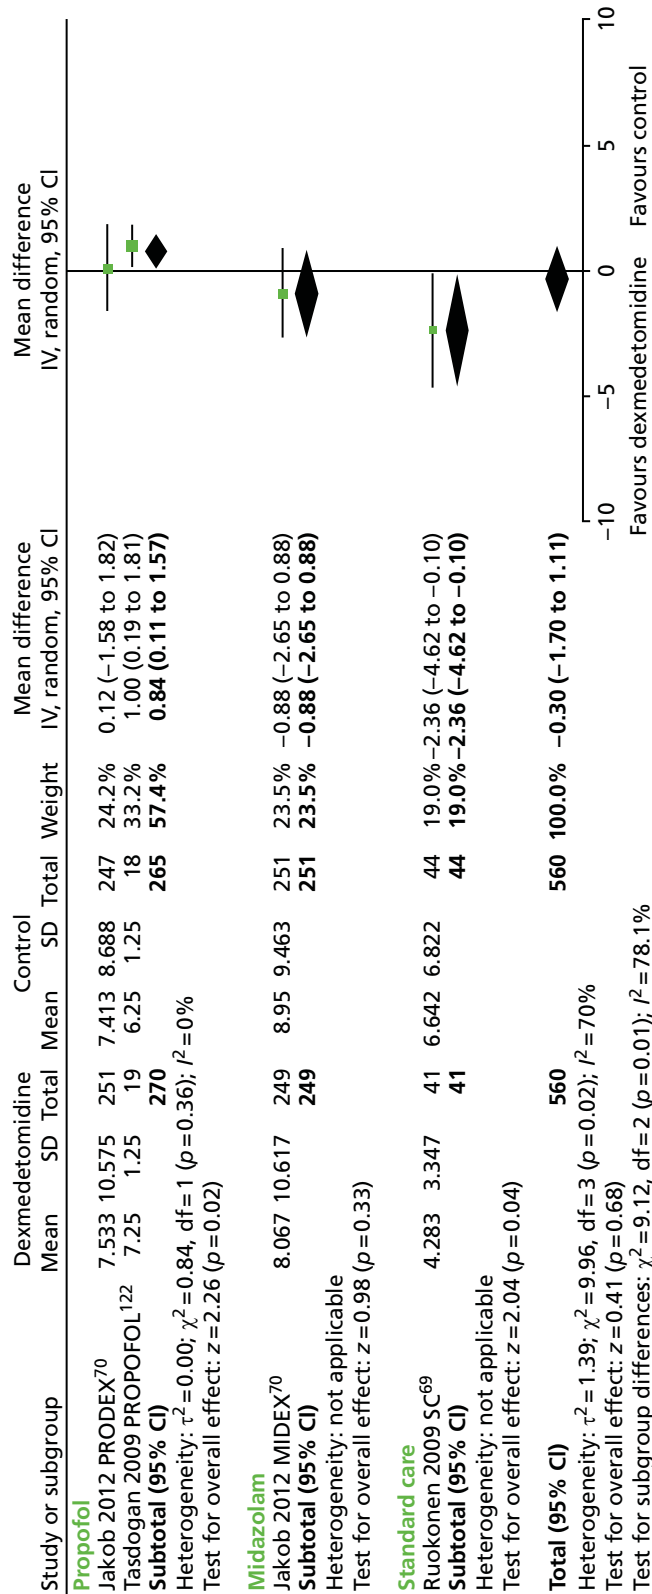 Dexmedetomidine Control Mean difference Mean difference
Study or subgroup Mean SD Total Mean SD Total Weight IV, random, 95% CI IV, random, 95% CI
Propofol
Jakob 2012 PRODEX70 7.533 10.575 251 7.413 8.688 247 24.2% 0.12 (−1.58 to 1.82)
Tasdogan 2009 PROPOFOL122 7.25 1.25 19 6.25 1.25 18 33.2% 1.00 (0.19 to 1.81)
Subtotal (95% CI) 270 265 57.4% 0.84 (0.11 to 1.57)
Heterogeneity: τ2=0.00; χ2=0.84, df=1 (p=0.36); I2=0%
Test for overall effect: z=2.26 (p=0.02)
Midazolam
Jakob 2012 MIDEX70 8.067 10.617 249 8.95 9.463 251 23.5% −0.88 (−2.65 to 0.88)
Subtotal (95% CI) 249 251 23.5% −0.88 (−2.65 to 0.88)
Heterogeneity: not applicable
Test for overall effect: z=0.98 (p=0.33)
Standard care
Ruokonen 2009 SC69 4.283 3.347 41 6.642 6.822 44 19.0% −2.36 (−4.62 to −0.10)
Subtotal (95% CI) 41 44 19.0% −2.36 (−4.62 to −0.10)
Heterogeneity: not applicable
Test for overall effect: z=2.04 (p=0.04)
Total (95% CI) 560 560 100.0% −0.30 (−1.70 to 1.11)
Heterogeneity: τ2=1.39; χ2=9.96, df=3 (p=0.02); I2=70%
Test for overall effect: z=0.41 (p=0.68)
Test for subgroup differences: χ2=9.12, df=2 (p=0.01); I2=78.1%
−10 −5 0 5 10
Favours dexmedetomidine Favours control